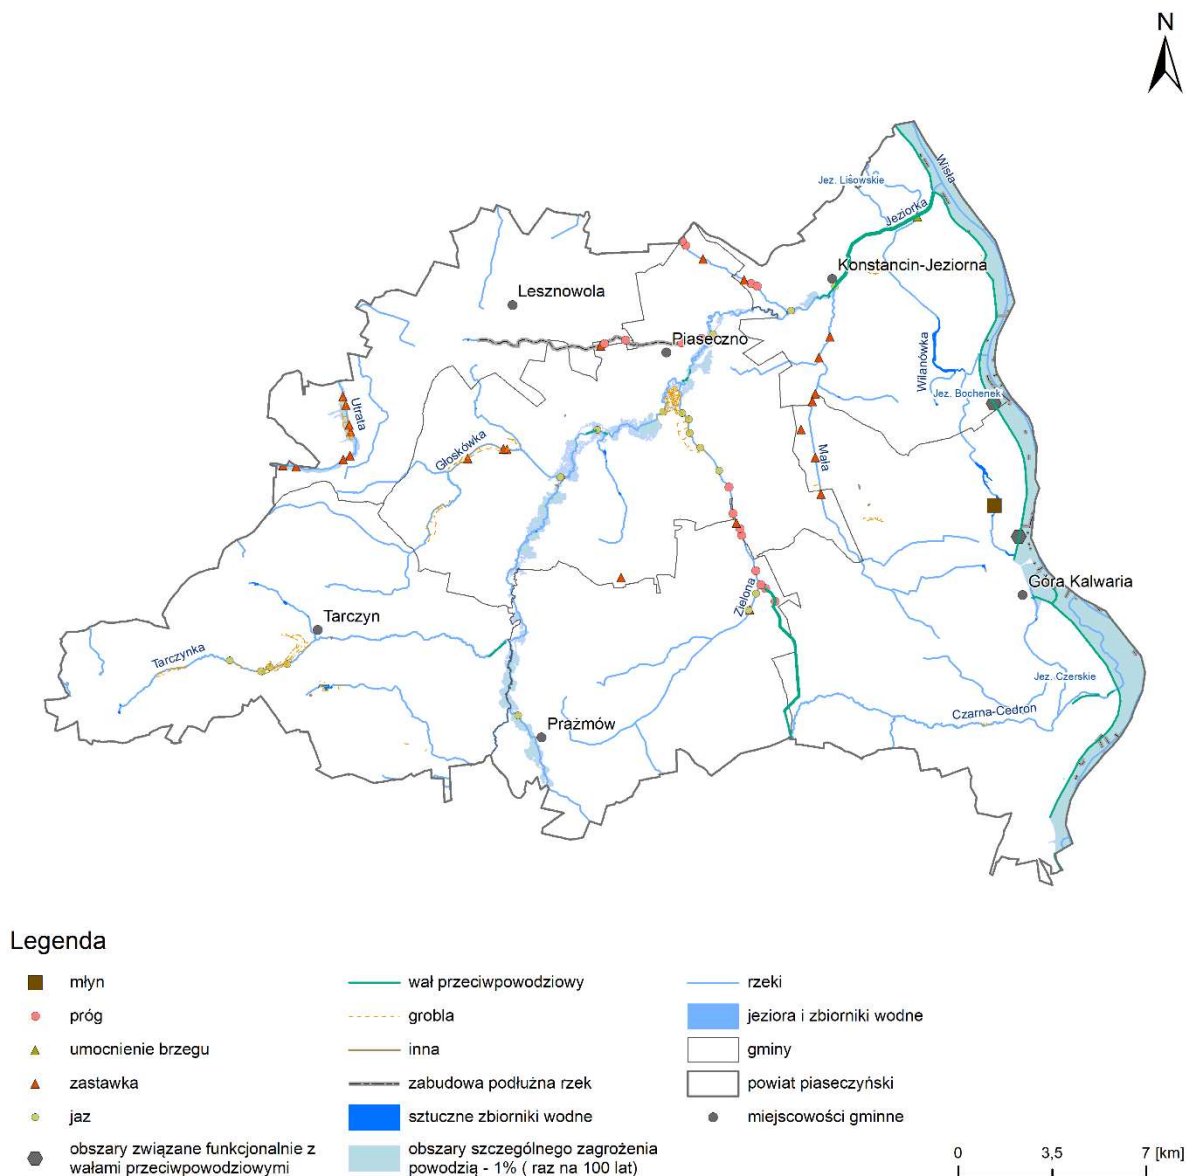 N
Wisła
Jez. Lisowskie
Jeziorka
Konstancin-Jeziorna
Lesznowola
Piaseczno
Wilanówka
Jez. Bochenek
Utrata
Głoskówka
Mała
Góra Kalwaria
Zielona
Tarczyn
Tarczynka
Jez. Czerskie
Czarna-Cedron
Prażmów
Legenda
młyn
próg
umocnienie brzegu
zastawka
jaz
obszary związane funkcjonalnie z
wałami przeciwpowodziowymi
wał przeciwpowodziowy
grobla
inna
zabudowa podłużna rzek
sztuczne zbiorniki wodne
obszary szczególnego zagrożenia
powodzią - 1% ( raz na 100 lat)
rzeki
jeziora i zbiorniki wodne
gminy
powiat piaseczyński
miejscowości gminne
0 3,5 7 [km]